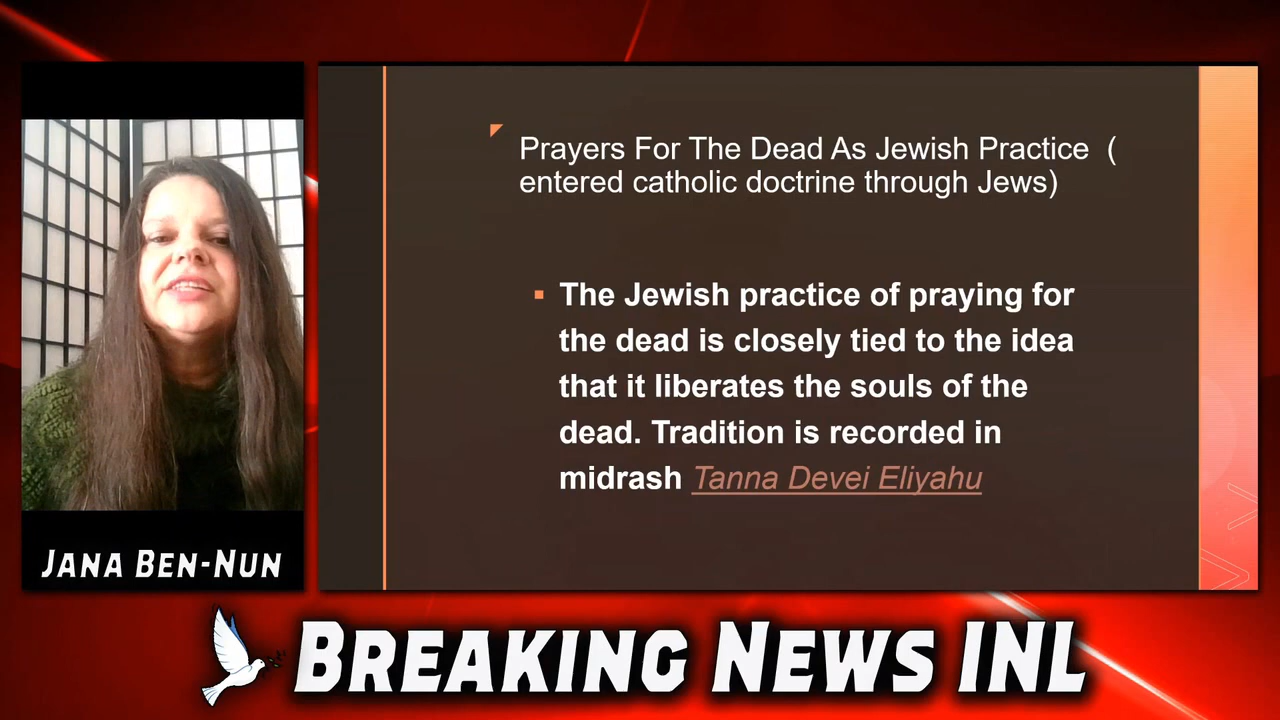 Prayers For The Dead As Jewish Practice (
entered catholic doctrine through Jews)
The Jewish practice of praying for
the dead is closely tied to the idea
that it liberates the souls of the
dead. Tradition is recorded in
midrash Tanna Devei Eliyahu
Jana Ben-Nun
Breaking News INL